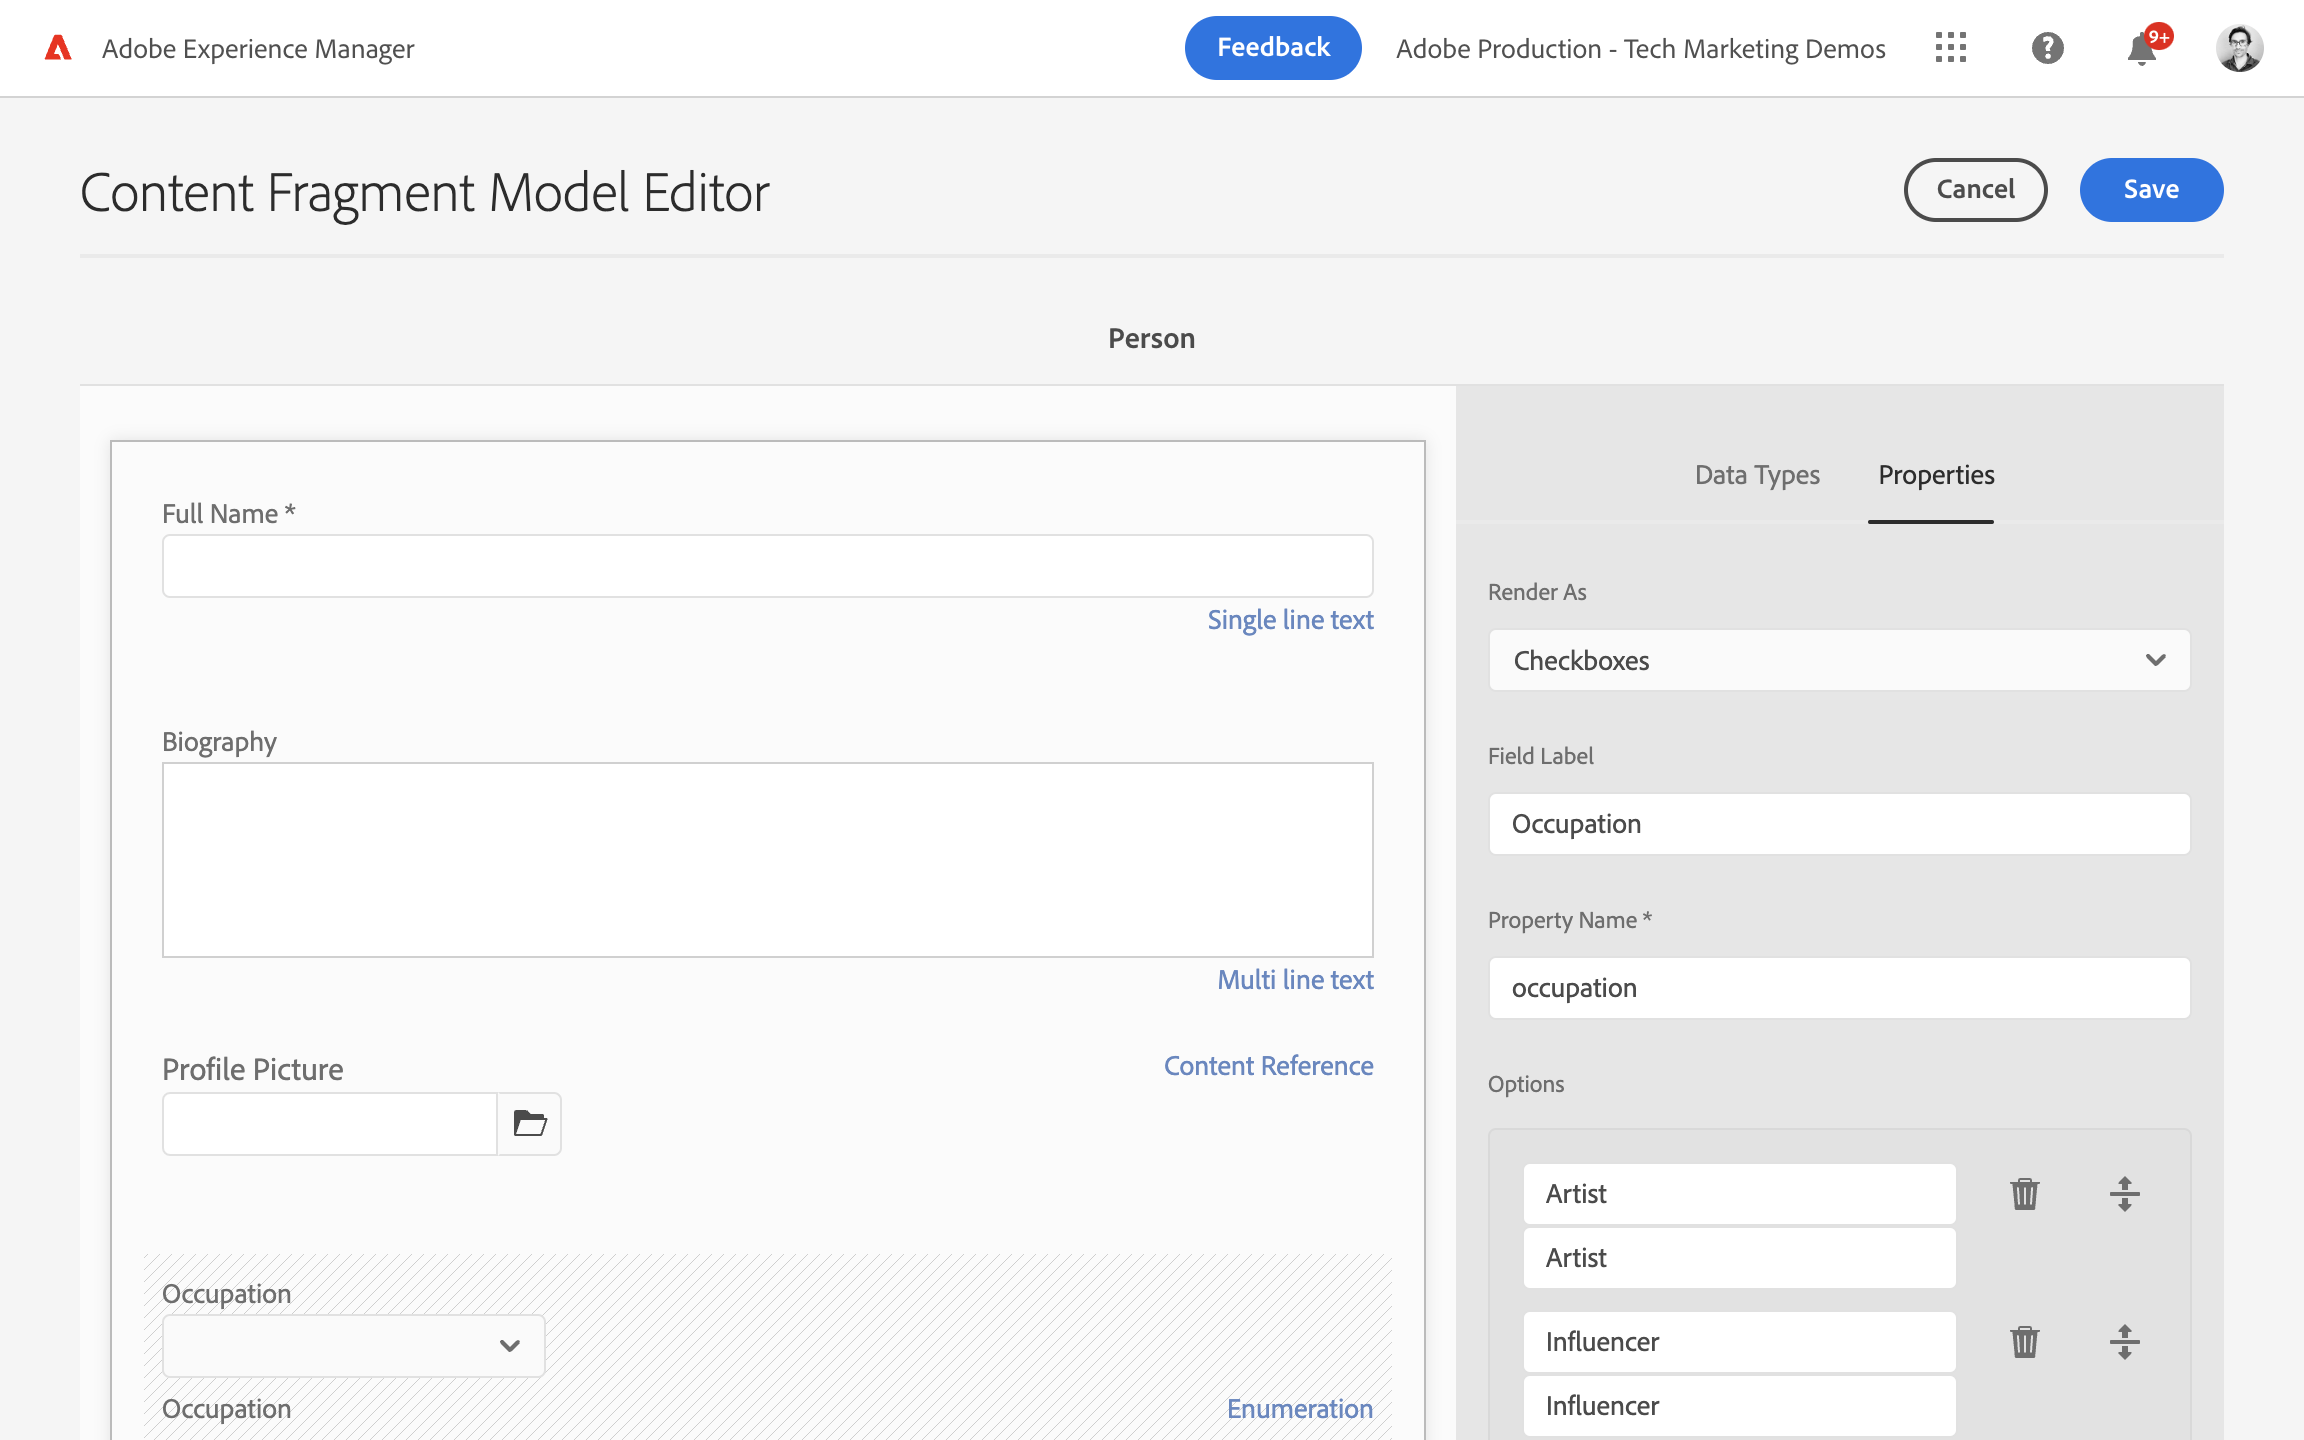 Adobe Experience Manager
Feedback
Adobe Production - Tech Marketing Demos
9+
Content Fragment Model Editor
Cancel
Save
Person
Full Name *
Single line text
Biography
Multi line text
Profile Picture
Content Reference
Occupation
Occupation
Enumeration
Data Types
Properties
Render As
Checkboxes
Field Label
Occupation
Property Name *
occupation
Options
Artist
Artist
Influencer
Influencer